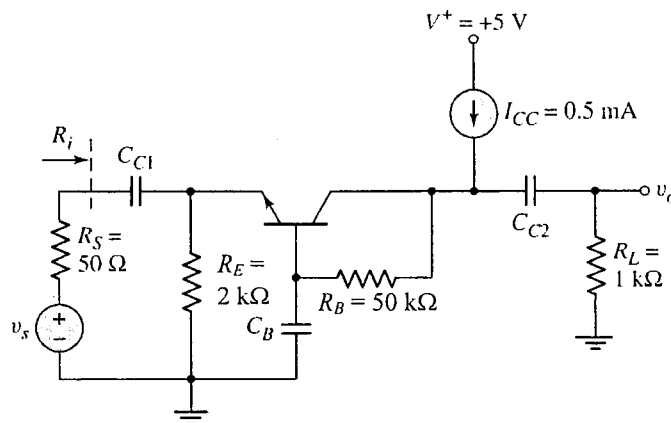 V⁺ = +5 V
I_CC = 0.5 mA
R_i
C_C1
R_S =
50 Ω
v_s
R_E =
2 kΩ
C_B
R_B = 50 kΩ
C_C2
v_o
R_L =
1 kΩ